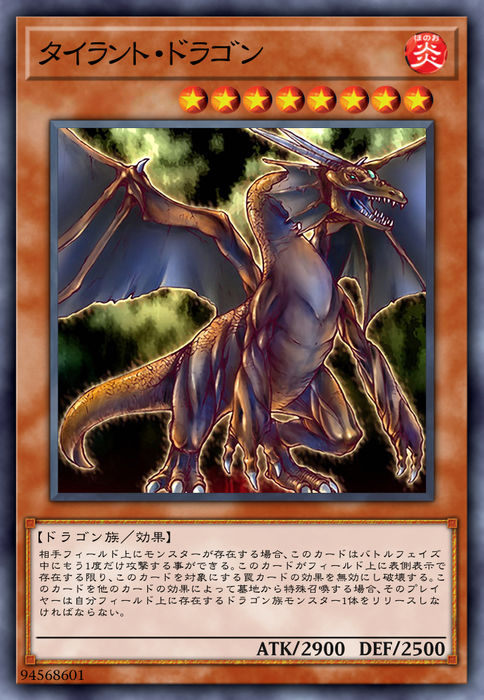 タイラント・ドラゴン
ほのお
炎
【ドラゴン族／効果】
相手フィールド上にモンスターが存在する場合、このカードはバトルフェイズ
中にもう1度だけ攻撃する事ができる。このカードがフィールド上に表側表示で
存在する限り、このカードを対象にする罠カードの効果を無効にし破壊する。こ
のカードを他のカードの効果によって墓地から特殊召喚する場合、そのプレイ
ヤーは自分フィールド上に存在するドラゴン族モンスター1体をリリースしな
ければならない。
ATK/2900 DEF/2500
94568601